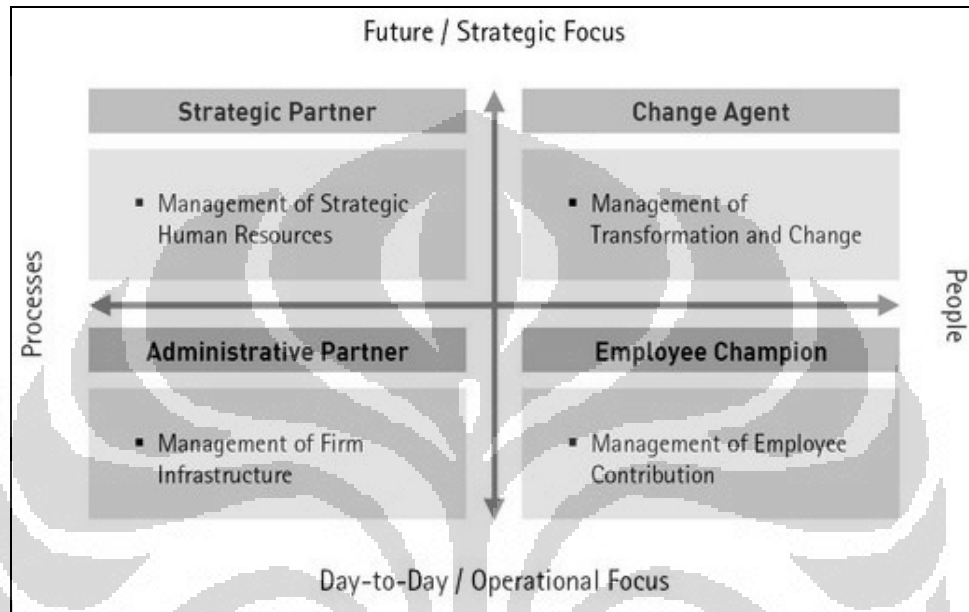 Future / Strategic Focus
Strategic Partner
Change Agent
▪ Management of Strategic
Human Resources
▪ Management of
Transformation and Change
Processes
People
Administrative Partner
Employee Champion
▪ Management of Firm
Infrastructure
▪ Management of Employee
Contribution
Day-to-Day / Operational Focus